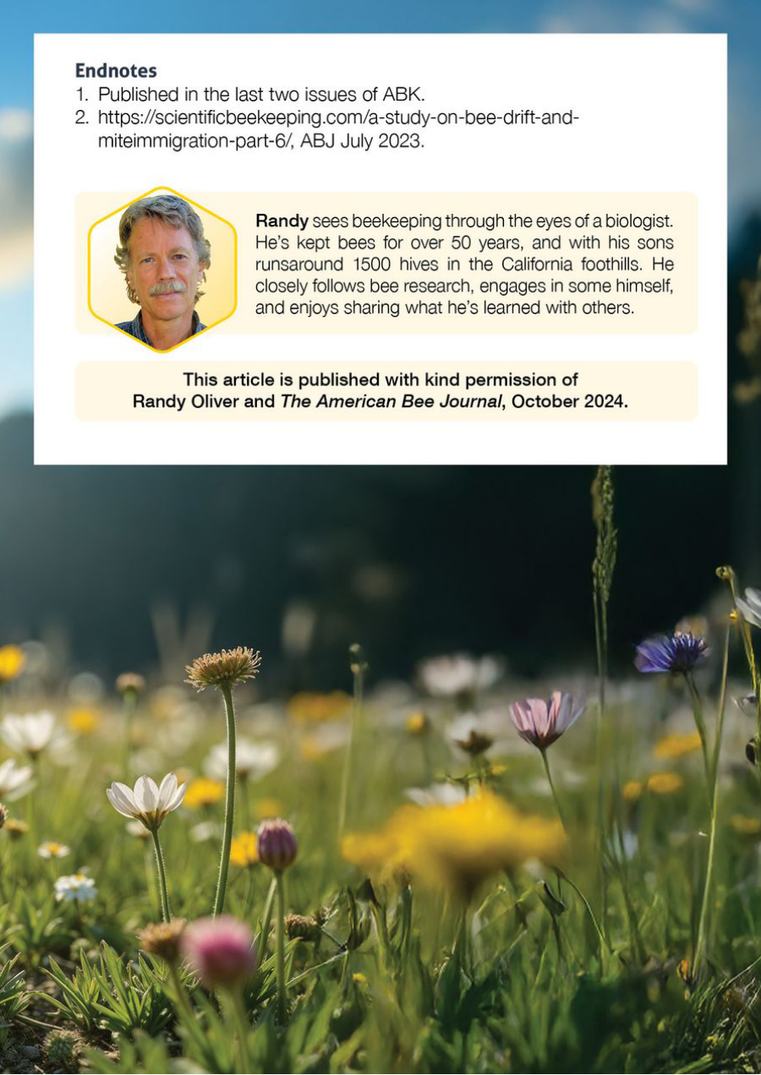 Endnotes
1. Published in the last two issues of ABK.
2. https://scientificbeekeeping.com/a-study-on-bee-drift-and-
miteimmigration-part-6/, ABJ July 2023.
Randy sees beekeeping through the eyes of a biologist.
He's kept bees for over 50 years, and with his sons
runsaround 1500 hives in the California foothills. He
closely follows bee research, engages in some himself,
and enjoys sharing what he's learned with others.
This article is published with kind permission of
Randy Oliver and The American Bee Journal, October 2024.